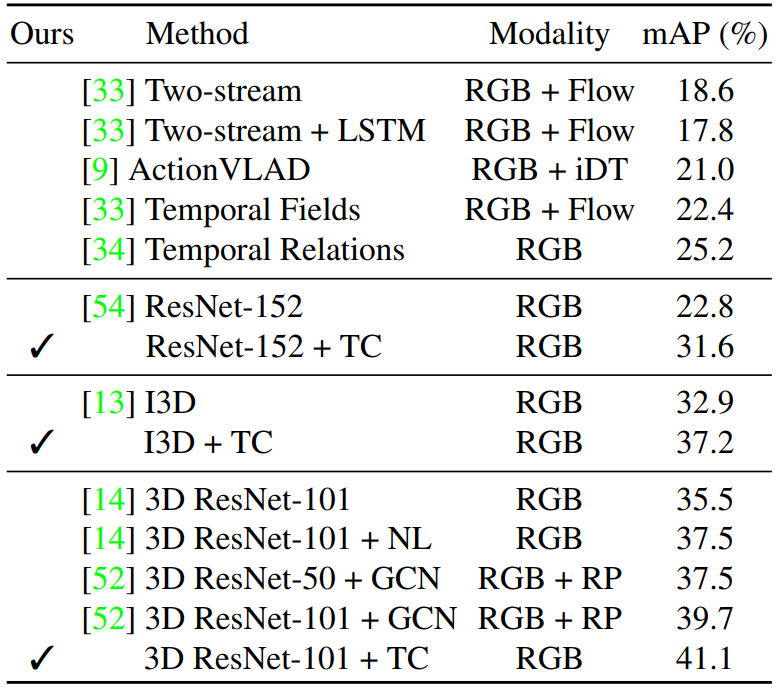 Ours Method Modality mAP (%)
[33] Two-stream RGB + Flow 18.6
[33] Two-stream + LSTM RGB + Flow 17.8
[9] ActionVLAD RGB + iDT 21.0
[33] Temporal Fields RGB + Flow 22.4
[34] Temporal Relations RGB 25.2
[54] ResNet-152 RGB 22.8
✓ ResNet-152 + TC RGB 31.6
[13] I3D RGB 32.9
✓ I3D + TC RGB 37.2
[14] 3D ResNet-101 RGB 35.5
[14] 3D ResNet-101 + NL RGB 37.5
[52] 3D ResNet-50 + GCN RGB + RP 37.5
[52] 3D ResNet-101 + GCN RGB + RP 39.7
✓ 3D ResNet-101 + TC RGB 41.1